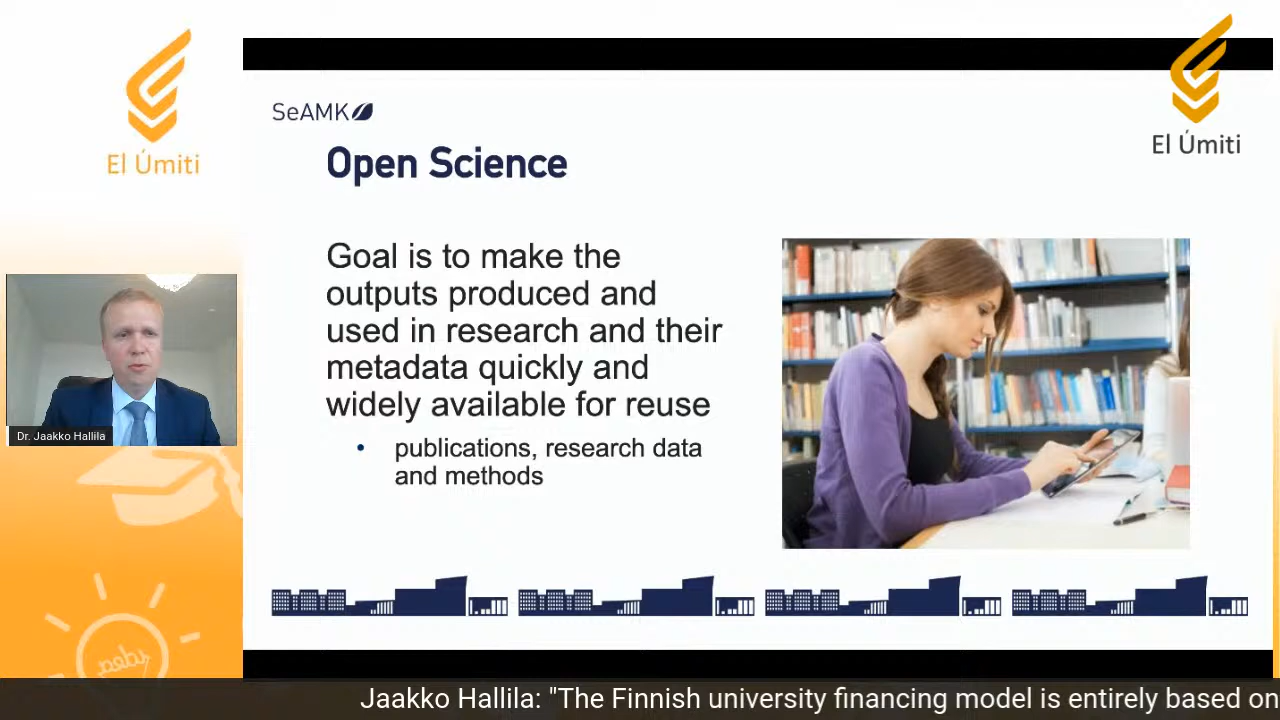 El Úmiti
El Úmiti
SeAMK
Open Science
Goal is to make the
outputs produced and
used in research and their
metadata quickly and
widely available for reuse
• publications, research data
and methods
Dr. Jaakko Hallila
idea
Jaakko Hallila: "The Finnish university financing model is entirely based on